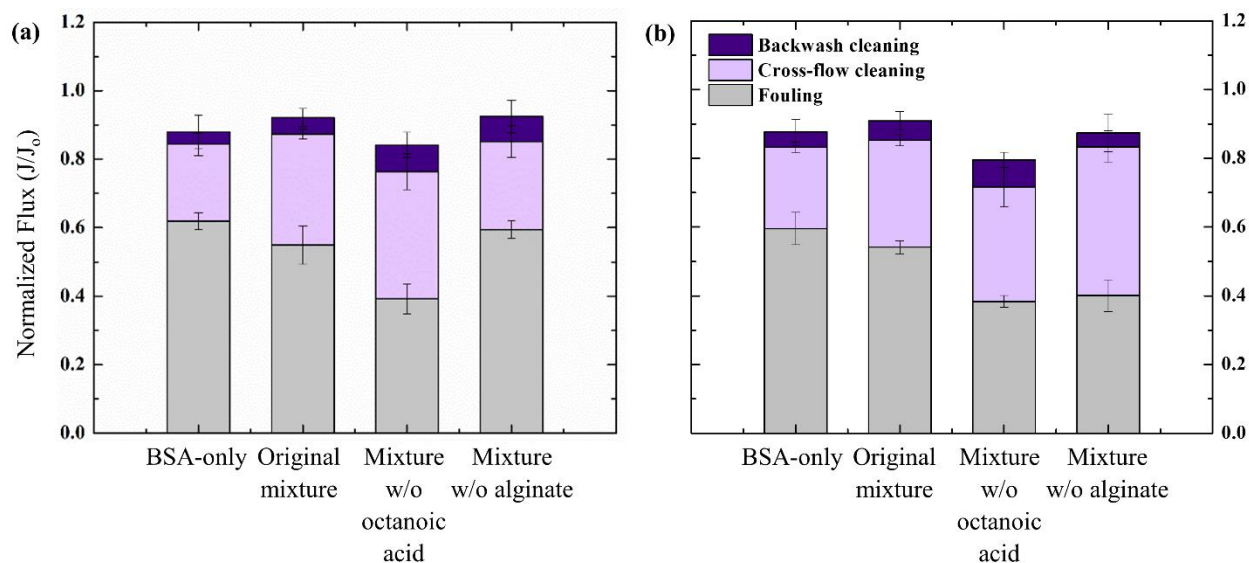 (a)
Normalized Flux (J/Jo)
1.2
1.0
0.8
0.6
0.4
0.2
0.0
BSA-only
Original
mixture
Mixture
w/o
octanoic
acid
Mixture
w/o alginate
(b)
Backwash cleaning
Cross-flow cleaning
Fouling
1.2
1.0
0.8
0.6
0.4
0.2
0.0
BSA-only
Original
mixture
Mixture
w/o
octanoic
acid
Mixture
w/o alginate